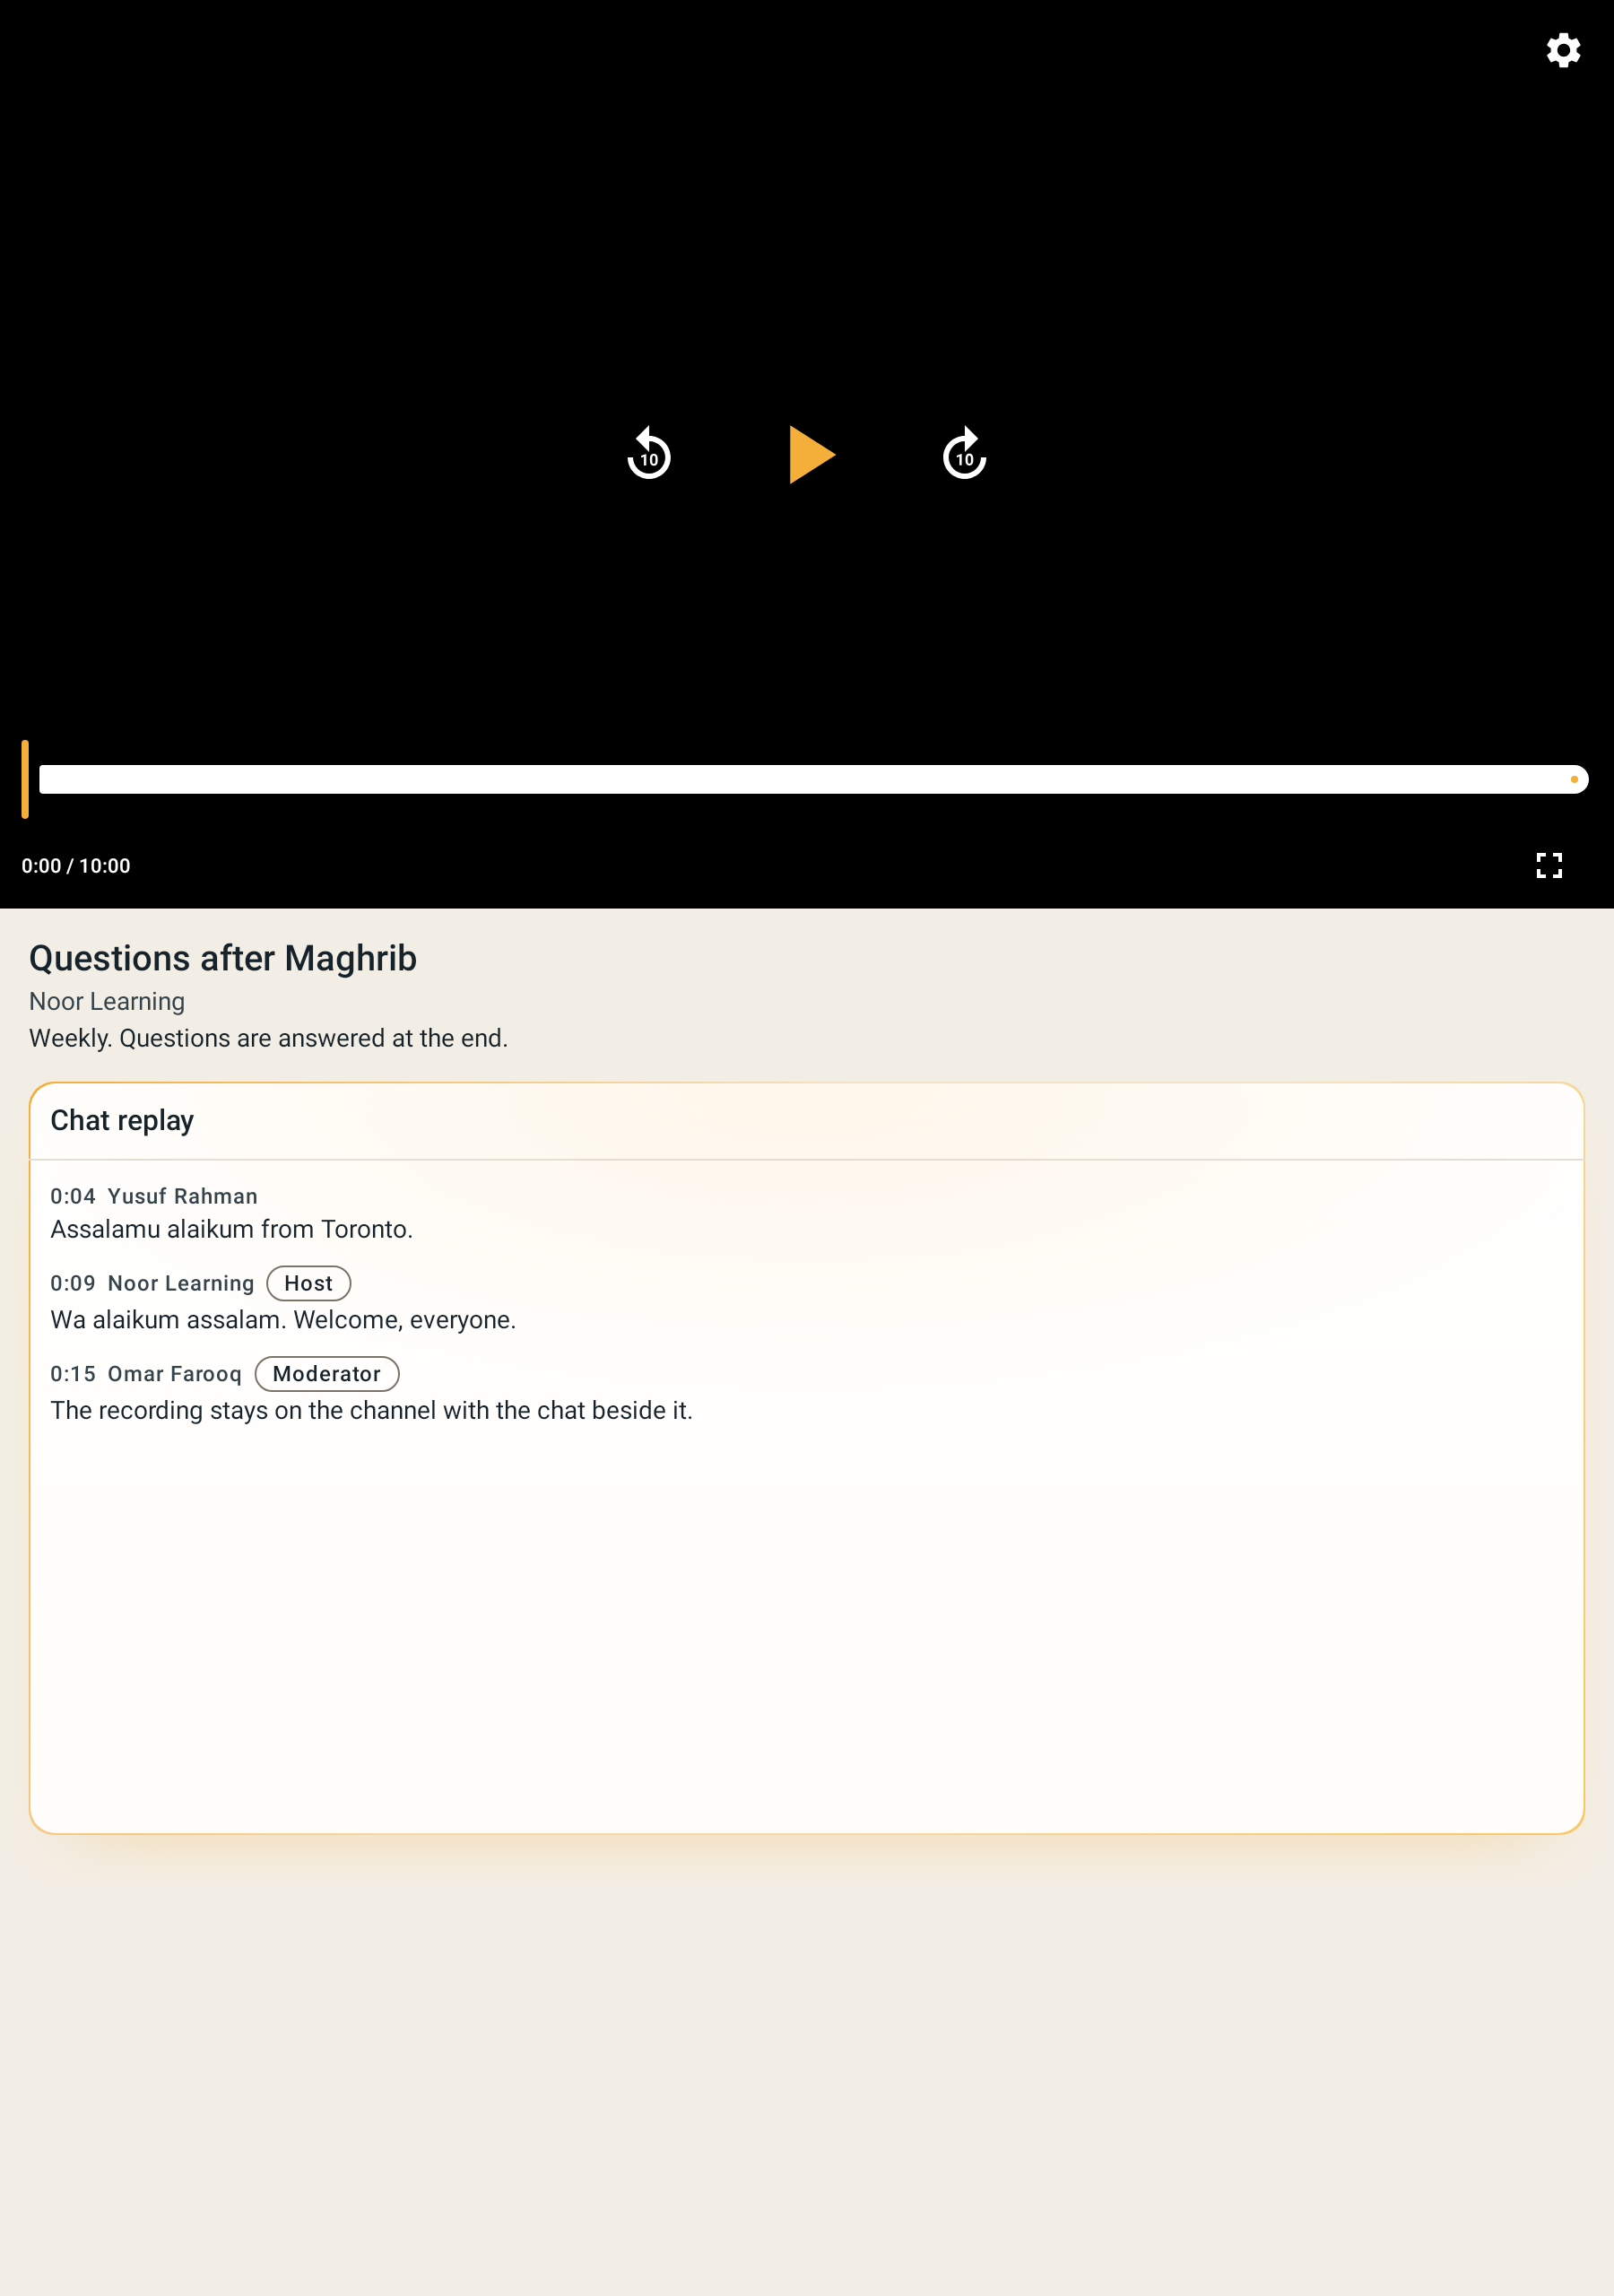 10
10
0:00 / 10:00
Questions after Maghrib
Noor Learning
Weekly. Questions are answered at the end.
Chat replay
0:04 Yusuf Rahman
Assalamu alaikum from Toronto.
0:09 Noor Learning Host
Wa alaikum assalam. Welcome, everyone.
0:15 Omar Farooq Moderator
The recording stays on the channel with the chat beside it.